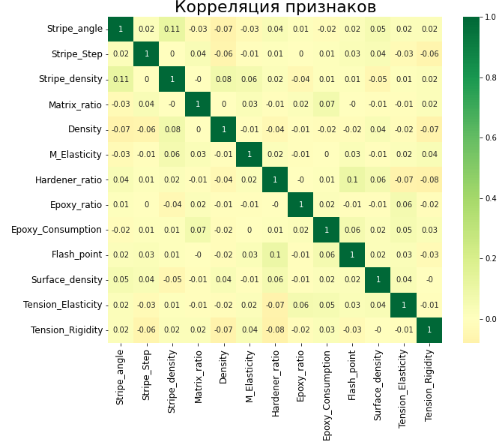 Корреляция признаков
Stripe_angle 1 0.02 0.11 -0.03 -0.07 -0.03 0.04 0.01 -0.02 0.02 0.05 0.02 0.02
Stripe_Step 0.02 1 0 0.04 -0.06 -0.01 0.01 0 0.01 0.03 0.04 -0.03 -0.06
Stripe_density 0.11 0 1 -0 0.08 0.06 0.02 -0.04 0.01 0.01 -0.05 0.01 0.02
Matrix_ratio -0.03 0.04 -0 1 0 0.03 -0.01 0.02 0.07 -0 -0.01 -0.01 0.02
Density -0.07 -0.06 0.08 0 1 -0.01 -0.04 -0.01 -0.02 -0.02 0.04 -0.02 -0.07
M_Elasticity -0.03 -0.01 0.06 0.03 -0.01 1 0.02 -0.01 0 0.03 -0.01 0.02 0.04
Hardener_ratio 0.04 0.01 0.02 -0.01 -0.04 0.02 1 -0 0.01 0.1 0.06 -0.07 -0.08
Epoxy_ratio 0.01 0 -0.04 0.02 -0.01 -0.01 -0 1 0.02 -0.01 -0.01 0.06 -0.02
Epoxy_Consumption -0.02 0.01 0.01 0.07 -0.02 0 0.01 0.02 1 0.06 0.02 0.05 0.03
Flash_point 0.02 0.03 0.01 -0 -0.02 0.03 0.1 -0.01 0.06 1 0.02 0.03 -0.03
Surface_density 0.05 0.04 -0.05 -0.01 0.04 -0.01 0.06 -0.01 0.02 0.02 1 0.04 -0
Tension_Elasticity 0.02 -0.03 0.01 -0.01 -0.02 0.02 -0.07 0.06 0.05 0.03 0.04 1 -0.01
Tension_Rigidity 0.02 -0.06 0.02 0.02 -0.07 0.04 -0.08 -0.02 0.03 -0.03 -0 -0.01 1
Stripe_angle
Stripe_Step
Stripe_density
Matrix_ratio
Density
M_Elasticity
Hardener_ratio
Epoxy_ratio
Epoxy_Consumption
Flash_point
Surface_density
Tension_Elasticity
Tension_Rigidity
1.0
0.8
0.6
0.4
0.2
0.0